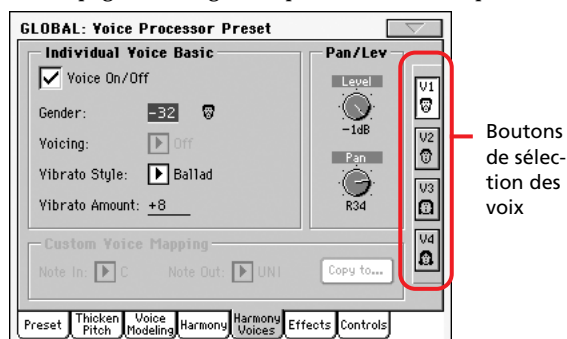 GLOBAL: Voice Processor Preset
Individual Voice Basic
Voice On/Off
Gender: -32
Voicing: Off
Vibrato Style: Ballad
Vibrato Amount: +8
Pan/Lev
Level
-1dB
Pan
R34
V1
V2
V3
V4
Boutons
de sélec-
tion des
voix
Custom Voice Mapping
Note In: C Note Out: UNI Copy to...
Preset Thicken Pitch Voice Modeling Harmony Harmony Voices Effects Controls